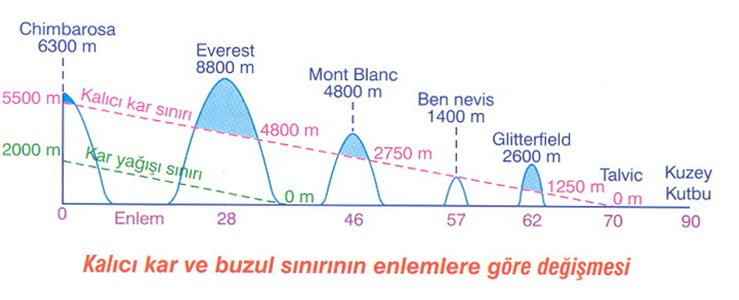 Chimbarosa
6300 m
Everest
8800 m
Mont Blanc
4800 m
Ben nevis
1400 m
Glitterfield
2600 m
Talvic
Kuzey
Kutbu
5500 m
Kalıcı kar sınırı
4800 m
2750 m
1250 m
0 m
2000 m
Kar yağışı sınırı
0 m
0 Enlem 28 46 57 62 70 90
Kalıcı kar ve buzul sınırının enlemlere göre değişmesi